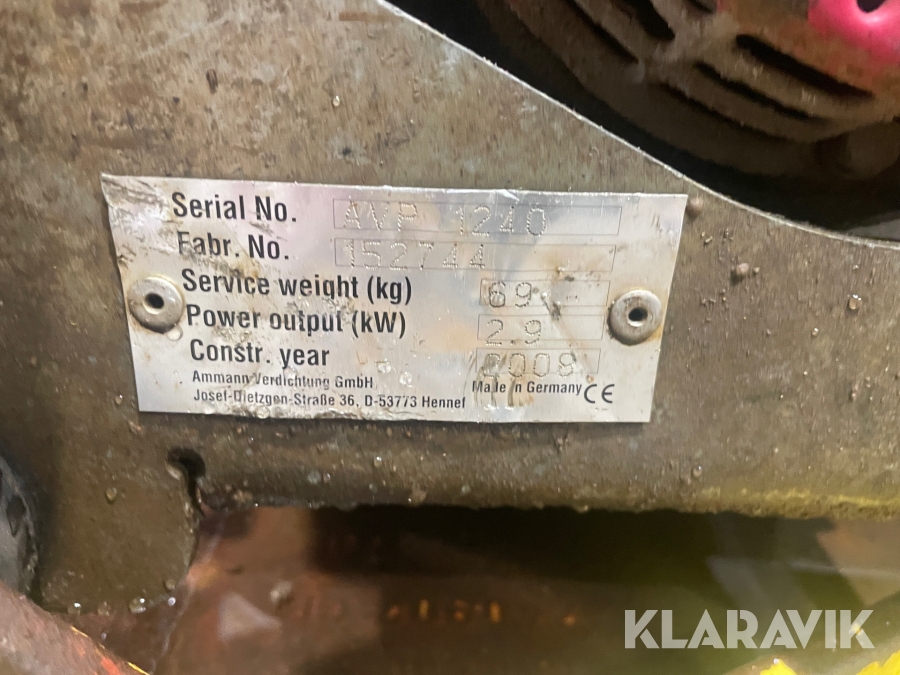 Serial No. AVP 1240
Fabr. No. 152744
Service weight (kg) 69
Power output (kW) 2.9
Constr. year 2008
Ammann Verdichtung GmbH Made in Germany CE
Josef-Dietzgen-Straße 36, D-53773 Hennef
KLARAVIK